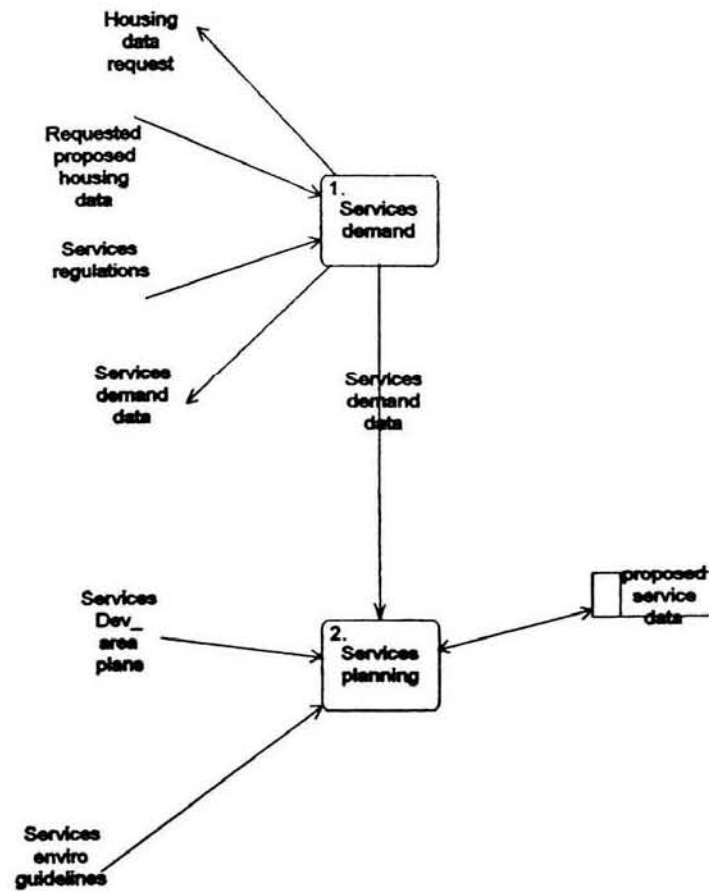 Housing
data
request
Requested
proposed
housing
data
1.
Services
demand
Services
regulations
Services
demand
data
Services
demand
data
Services
Dev_
area
plans
2.
Services
planning
proposed
service
data
Services
enviro
guidelines